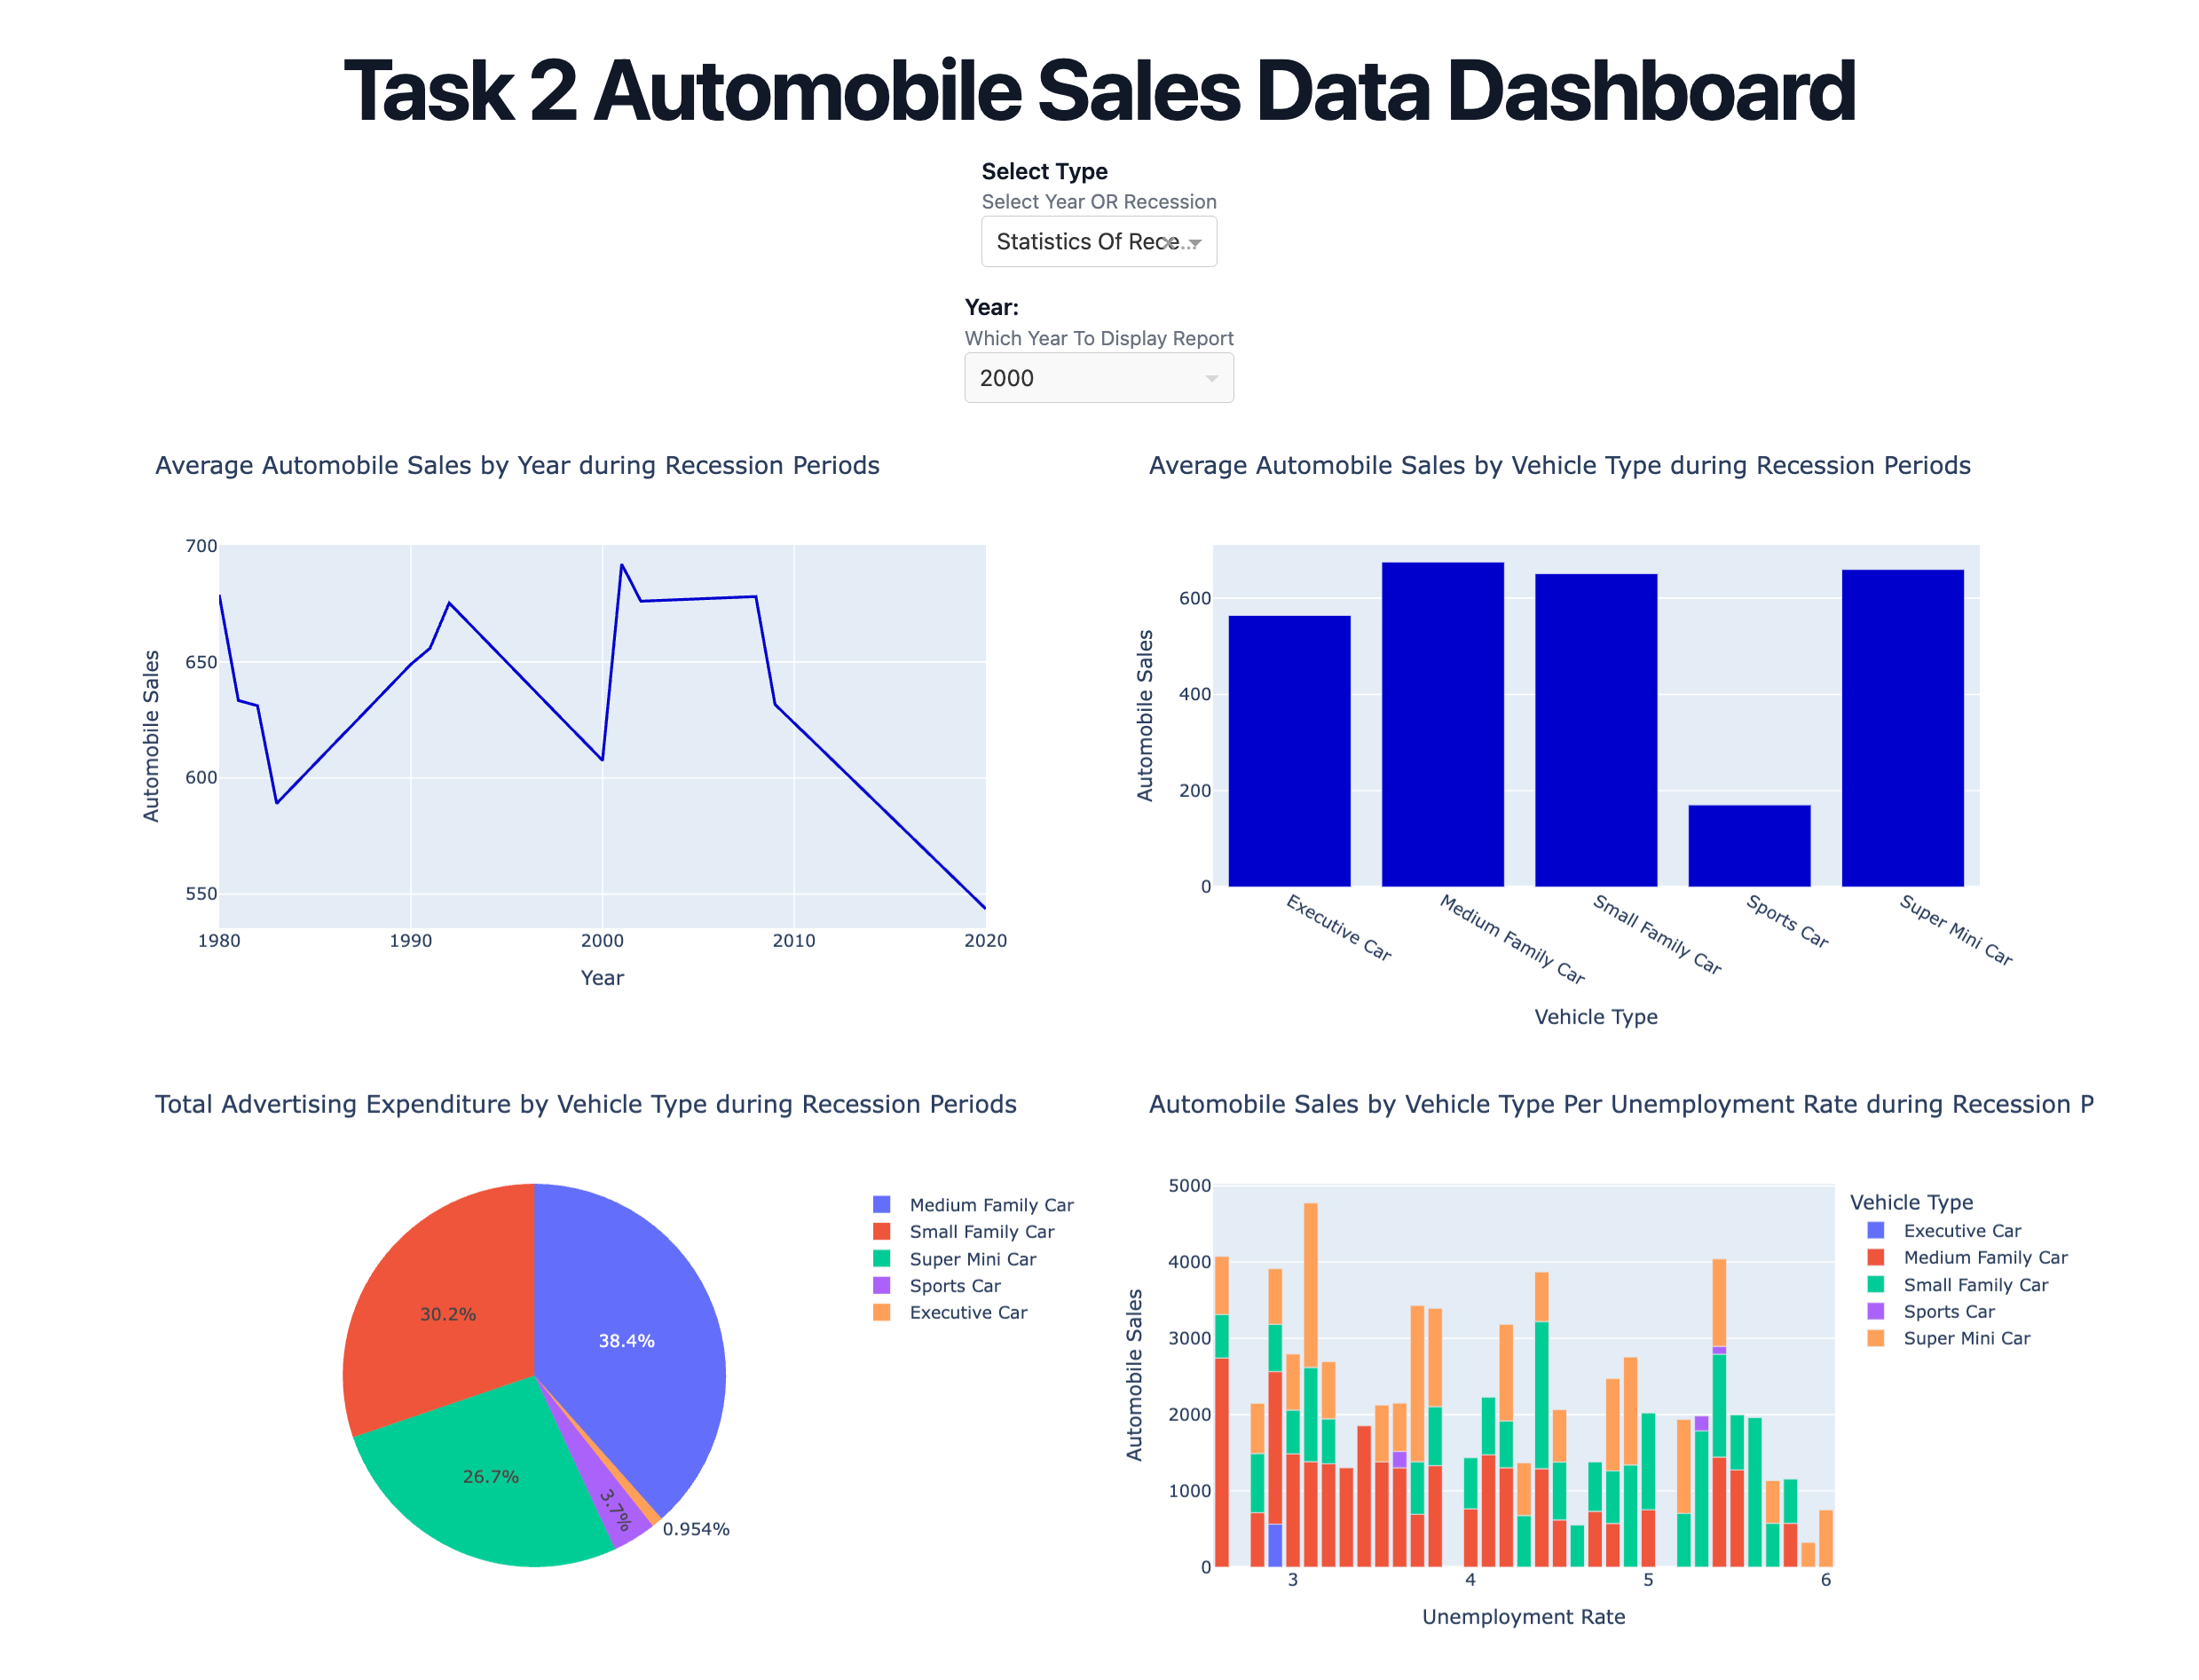 Task 2 Automobile Sales Data Dashboard
Select Type
Select Year OR Recession
Statistics Of Rece...
Year:
Which Year To Display Report
2000
Average Automobile Sales by Year during Recession Periods
700
650
600
550
Automobile Sales
1980 1990 2000 2010 2020
Year
Average Automobile Sales by Vehicle Type during Recession Periods
600
400
200
0
Automobile Sales
Executive Car
Medium Family Car
Small Family Car
Sports Car
Super Mini Car
Vehicle Type
Total Advertising Expenditure by Vehicle Type during Recession Periods
38.4%
30.2%
26.7%
3.7%
0.954%
Medium Family Car
Small Family Car
Super Mini Car
Sports Car
Executive Car
Automobile Sales by Vehicle Type Per Unemployment Rate during Recession P
5000
4000
3000
2000
1000
0
Automobile Sales
3 4 5 6
Unemployment Rate
Vehicle Type
Executive Car
Medium Family Car
Small Family Car
Sports Car
Super Mini Car